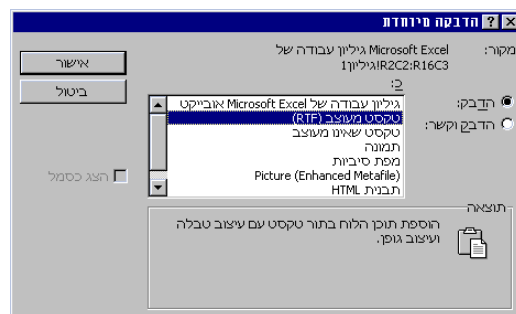 הדבקה מיוחדת
מקור: גיליון עבודה של Microsoft Excel
גיליון1!R2C2:R16C3
כ:
הדבק:
הדבק וקשר:
גיליון עבודה של Microsoft Excel אובייקט
טקסט מעוצב (RTF)
טקסט שאינו מעוצב
תמונה
מפת סיביות
Picture (Enhanced Metafile)
תבנית HTML
אישור
ביטול
הצג כסמל
תוצאה
הוספת תוכן הלוח בתור טקסט עם עיצוב טבלה
ועיצוב גופן.